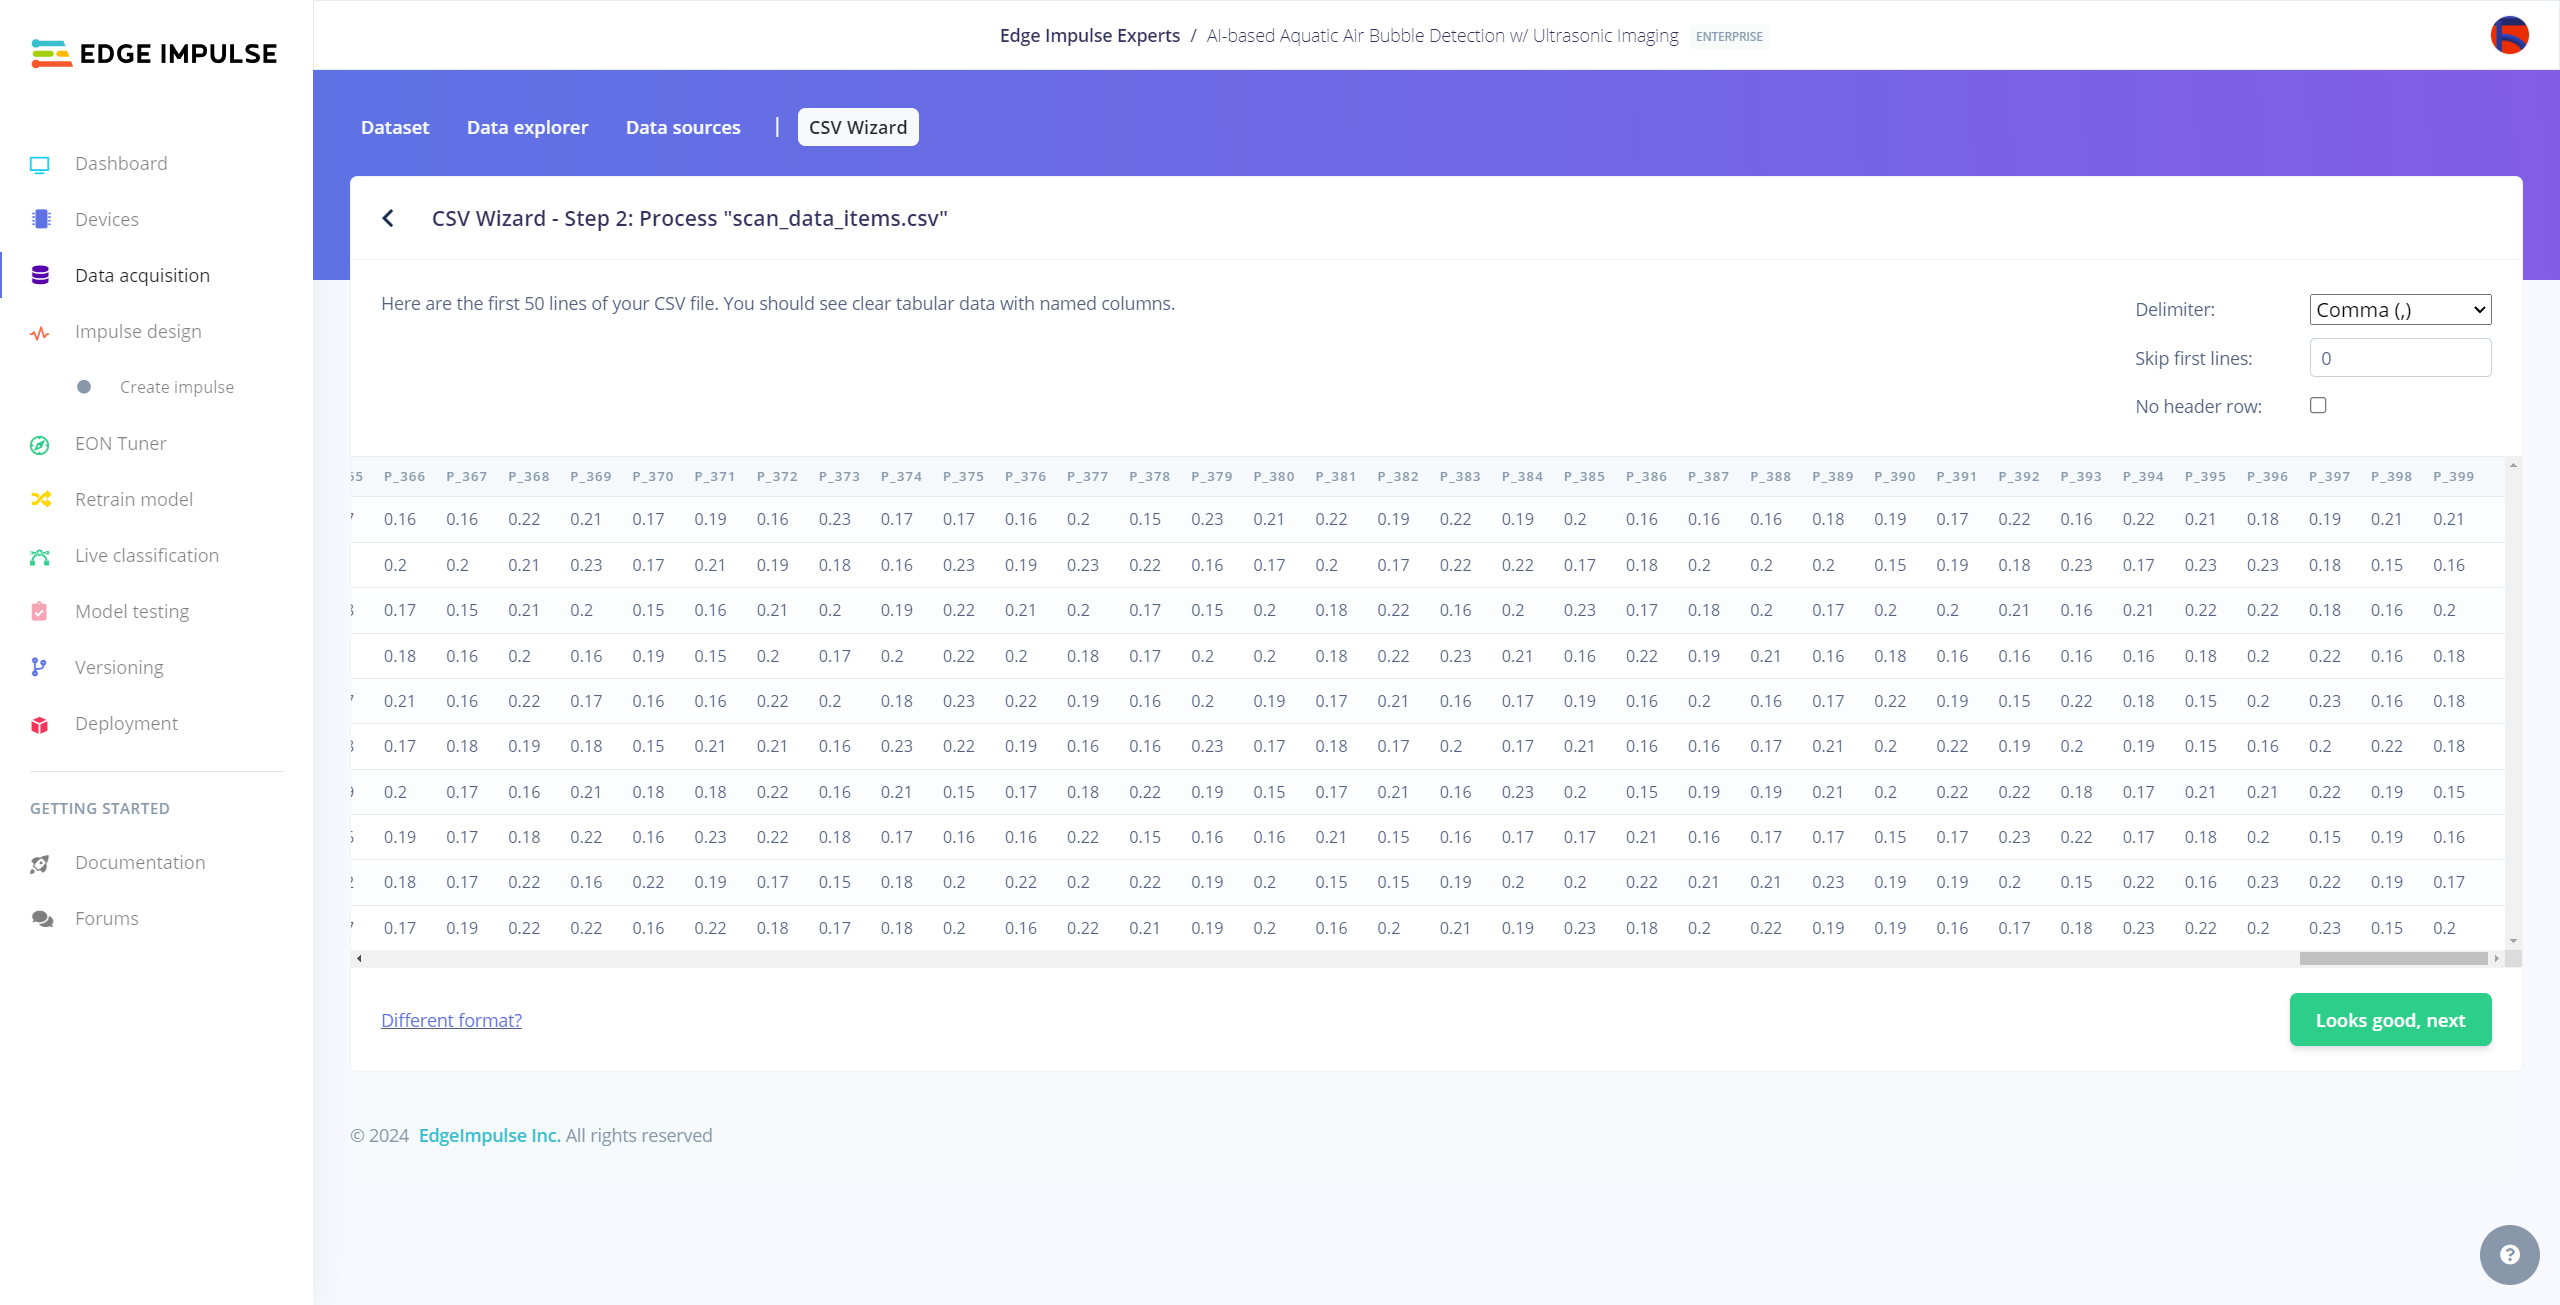 EDGE IMPULSE
Edge Impulse Experts / AI-based Aquatic Air Bubble Detection w/ Ultrasonic Imaging ENTERPRISE
Dataset Data explorer Data sources | CSV Wizard
Dashboard
Devices
Data acquisition
Impulse design
Create impulse
EON Tuner
Retrain model
Live classification
Model testing
Versioning
Deployment
GETTING STARTED
Documentation
Forums
CSV Wizard - Step 2: Process "scan_data_items.csv"
Here are the first 50 lines of your CSV file. You should see clear tabular data with named columns.
Delimiter: Comma (,)
Skip first lines: 0
No header row:
P_366 P_367 P_368 P_369 P_370 P_371 P_372 P_373 P_374 P_375 P_376 P_377 P_378 P_379 P_380 P_381 P_382 P_383 P_384 P_385 P_386 P_387 P_388 P_389 P_390 P_391 P_392 P_393 P_394 P_395 P_396 P_397 P_398 P_399
0.16 0.16 0.22 0.21 0.17 0.19 0.16 0.23 0.17 0.17 0.16 0.2 0.15 0.23 0.21 0.22 0.19 0.22 0.19 0.2 0.16 0.16 0.16 0.18 0.19 0.17 0.22 0.16 0.22 0.21 0.18 0.19 0.21 0.21
0.2 0.2 0.21 0.23 0.17 0.21 0.19 0.18 0.16 0.23 0.19 0.23 0.22 0.16 0.17 0.2 0.17 0.22 0.22 0.17 0.18 0.2 0.2 0.2 0.15 0.19 0.18 0.23 0.17 0.23 0.23 0.18 0.15 0.16
0.17 0.15 0.21 0.2 0.15 0.16 0.21 0.2 0.19 0.22 0.21 0.2 0.17 0.15 0.2 0.18 0.22 0.16 0.2 0.23 0.17 0.18 0.2 0.17 0.2 0.2 0.21 0.16 0.21 0.22 0.22 0.18 0.16 0.2
0.18 0.16 0.2 0.16 0.19 0.15 0.2 0.17 0.2 0.22 0.2 0.18 0.17 0.2 0.2 0.18 0.22 0.23 0.21 0.16 0.22 0.19 0.21 0.16 0.18 0.16 0.16 0.16 0.16 0.18 0.2 0.22 0.16 0.18
0.21 0.16 0.22 0.17 0.16 0.16 0.22 0.2 0.18 0.23 0.22 0.19 0.16 0.2 0.19 0.17 0.21 0.16 0.17 0.19 0.16 0.2 0.16 0.17 0.22 0.19 0.15 0.22 0.18 0.15 0.2 0.23 0.16 0.18
0.17 0.18 0.19 0.18 0.15 0.21 0.21 0.16 0.23 0.22 0.19 0.16 0.16 0.23 0.17 0.18 0.17 0.2 0.17 0.21 0.16 0.16 0.17 0.21 0.2 0.22 0.19 0.2 0.19 0.15 0.16 0.2 0.22 0.18
0.2 0.17 0.16 0.21 0.18 0.18 0.22 0.16 0.21 0.15 0.17 0.18 0.22 0.19 0.15 0.17 0.21 0.16 0.23 0.2 0.15 0.19 0.19 0.21 0.2 0.22 0.22 0.18 0.17 0.21 0.21 0.22 0.19 0.15
0.19 0.17 0.18 0.22 0.16 0.23 0.22 0.18 0.17 0.16 0.16 0.22 0.15 0.16 0.16 0.21 0.15 0.16 0.17 0.17 0.21 0.16 0.17 0.17 0.15 0.17 0.23 0.22 0.17 0.18 0.2 0.15 0.19 0.16
0.18 0.17 0.22 0.16 0.22 0.19 0.17 0.15 0.18 0.2 0.22 0.2 0.22 0.19 0.2 0.15 0.15 0.19 0.2 0.2 0.22 0.21 0.21 0.23 0.19 0.19 0.2 0.15 0.22 0.16 0.23 0.22 0.19 0.17
0.17 0.19 0.22 0.22 0.16 0.22 0.18 0.17 0.18 0.2 0.16 0.22 0.21 0.19 0.2 0.16 0.2 0.21 0.19 0.23 0.18 0.2 0.22 0.19 0.19 0.16 0.17 0.18 0.23 0.22 0.2 0.23 0.15 0.2
Different format?
Looks good, next
© 2024 EdgeImpulse Inc. All rights reserved